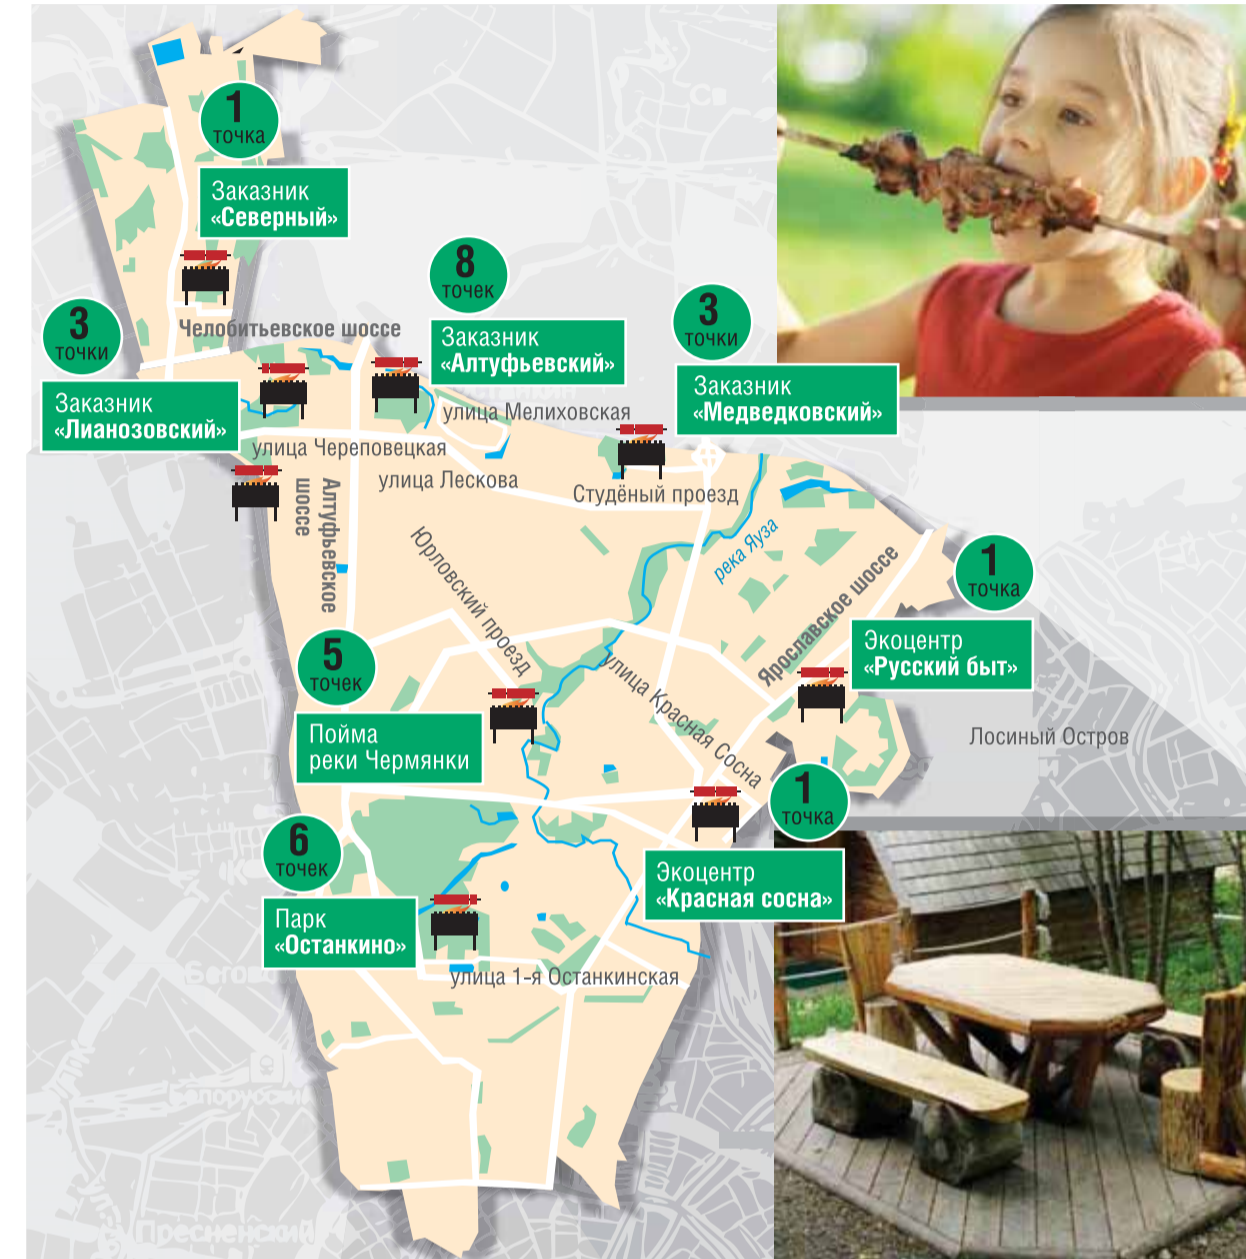 1
точка
Заказник
«Северный»
8
точек
Заказник
«Алтуфьевский»
3
точки
Заказник
«Медведковский»
3
точки
Заказник
«Лианозовский»
Челобитьевское шоссе
улица Мелиховская
улица Череповецкая
улица Лескова
Студёный проезд
Алтуфьевское
шоссе
Юрловский проезд
река Яуза
Ярославское шоссе
1
точка
Экоцентр
«Русский быт»
5
точек
Пойма
реки Чермянки
улица Красная Сосна
Лосиный Остров
1
точка
Экоцентр
«Красная сосна»
6
точек
Парк
«Останкино»
улица 1-я Останкинская
Белорусский
Пресненский